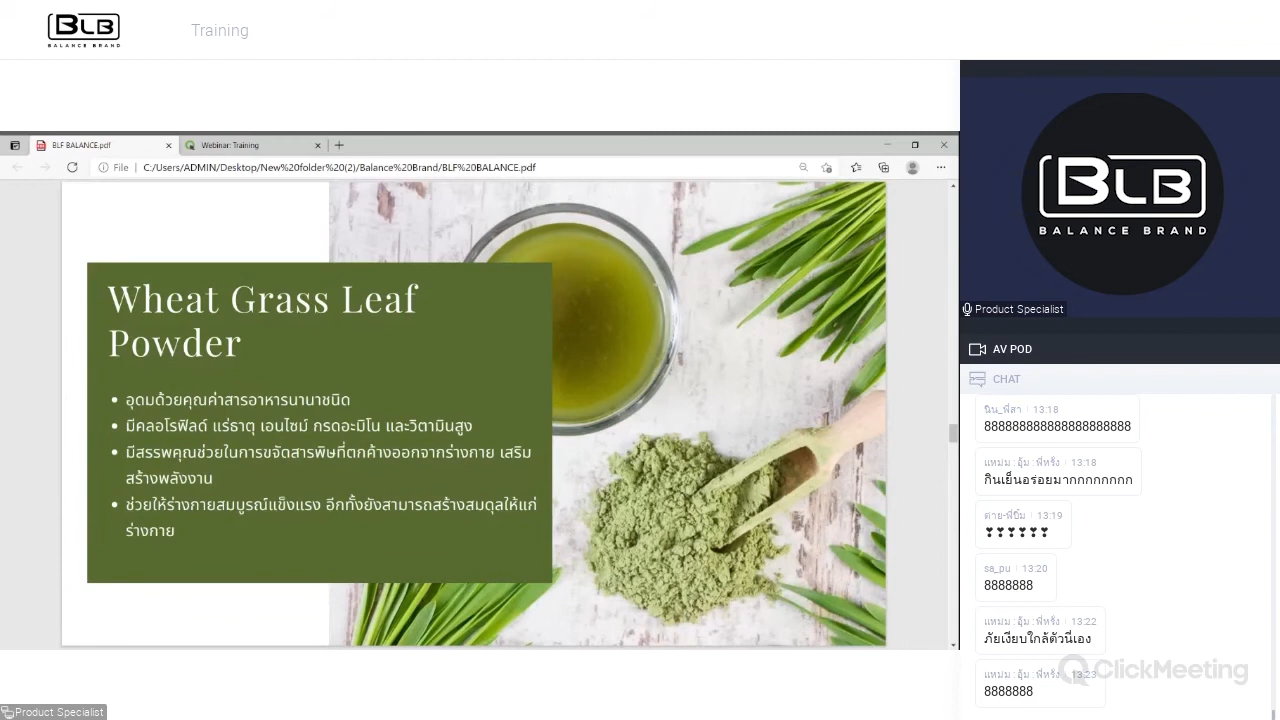 BLB
BALANCE BRAND
Training
BLF BALANCE.pdf
Webinar: Training
File
C:/Users/ADMIN/Desktop/New%20folder%20(2)/Balance%20Brand/BLF%20BALANCE.pdf
Wheat Grass Leaf
Powder
• อุดมด้วยคุณค่าสารอาหารนานาชนิด
• มีคลอโรฟิลด์ แร่ธาตุ เอนไซม์ กรดอะมิโน และวิตามินสูง
• มีสรรพคุณช่วยในการขจัดสารพิษที่ตกค้างออกจากร่างกาย เสริม
สร้างพลังงาน
• ช่วยให้ร่างกายสมบูรณ์แข็งแรง อีกทั้งยังสามารถสร้างสมดุลให้แก่
ร่างกาย
BLB
BALANCE BRAND
Product Specialist
AV POD
CHAT
นิน_พี่สา 13:18
888888888888888888888
แหม่ม : อุ้ม : พี่หรั่ง 13:18
กินเย็นอร่อยมากกกกกกกก
ต่าย-พี่ปิ๋ม 13:19
❣❣❣❣❣❣
sa_pu 13:20
8888888
แหม่ม : อุ้ม : พี่หรั่ง 13:22
ภัยเงียบใกล้ตัวนี่เอง
แหม่ม : อุ้ม : พี่หรั่ง 13:23
8888888
ClickMeeting
Product Specialist